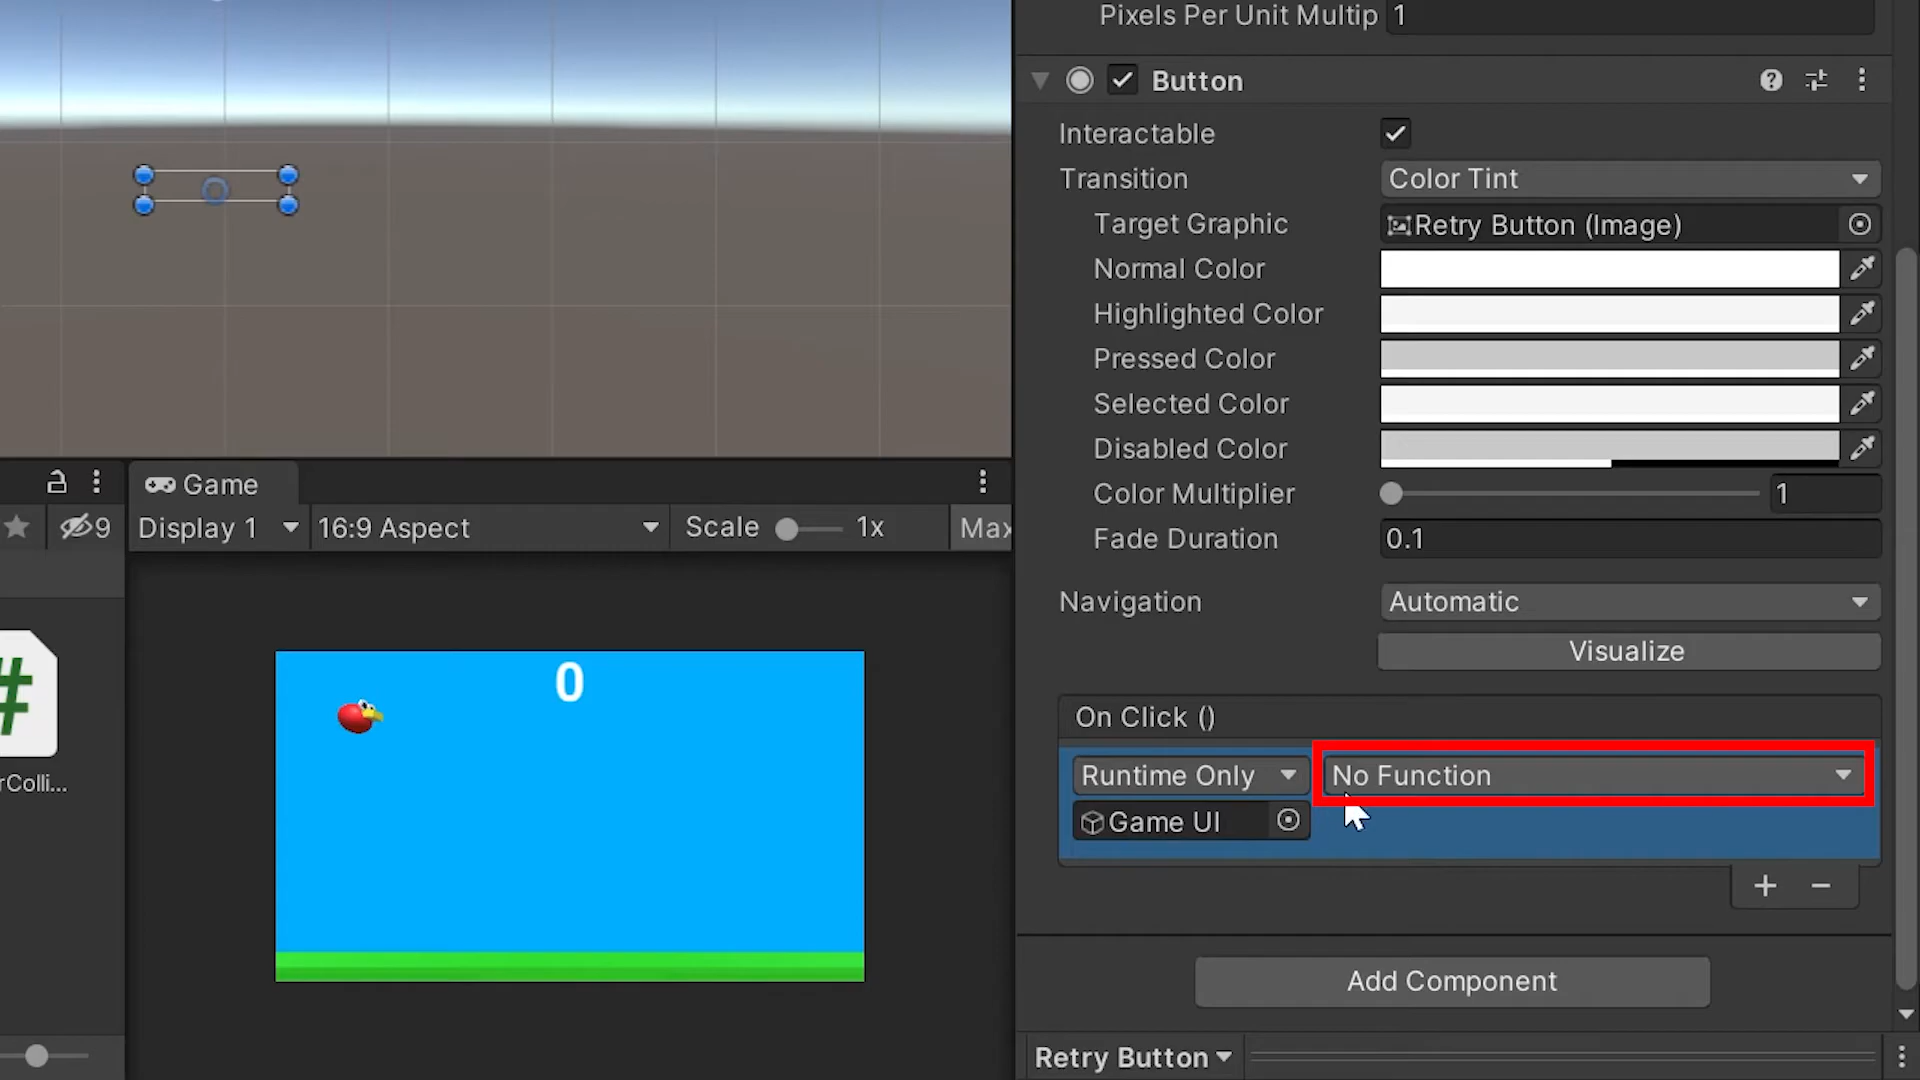 Pixels Per Unit Multip 1
Button
Interactable
Transition Color Tint
Target Graphic Retry Button (Image)
Normal Color
Highlighted Color
Pressed Color
Selected Color
Disabled Color
Color Multiplier 1
Fade Duration 0.1
Navigation Automatic
Visualize
On Click ()
Runtime Only No Function
Game UI
+ −
Add Component
Retry Button
Game
9 Display 1 16:9 Aspect Scale 1x Max
0
#
rColli...